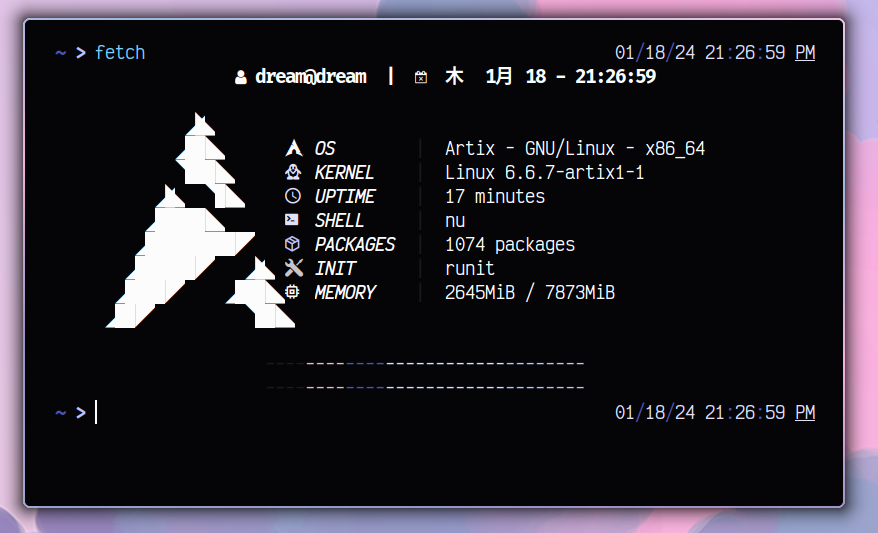 ~ > fetch 01/18/24 21:26:59 PM
dream@dream | 木 1月 18 - 21:26:59
OS | Artix - GNU/Linux - x86_64
KERNEL | Linux 6.6.7-artix1-1
UPTIME | 17 minutes
SHELL | nu
PACKAGES | 1074 packages
INIT | runit
MEMORY | 2645MiB / 7873MiB
--------------------------------
--------------------------------
~ > 01/18/24 21:26:59 PM